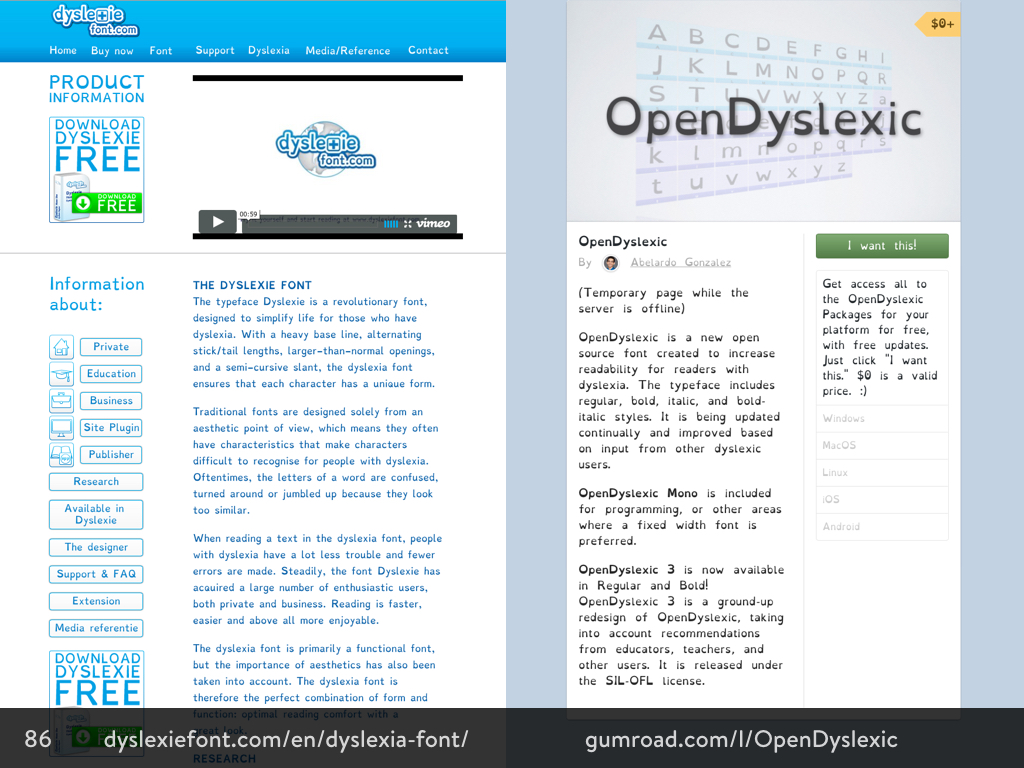 dyslexie
font.com
Home Buy now Font Support Dyslexia Media/Reference Contact
PRODUCT
INFORMATION
DOWNLOAD
DYSLEXIE
FREE
DOWNLOAD
FREE
dyslexie
font.com
00:59
vimeo
Information
about:
Private
Education
Business
Site Plugin
Publisher
Research
Available in
Dyslexie
The designer
Support & FAQ
Extension
Media referentie
DOWNLOAD
DYSLEXIE
FREE
THE DYSLEXIE FONT
The typeface Dyslexie is a revolutionary font,
designed to simplify life for those who have
dyslexia. With a heavy base line, alternating
stick/tail lengths, larger-than-normal openings,
and a semi-cursive slant, the dyslexia font
ensures that each character has a unique form.
Traditional fonts are designed solely from an
aesthetic point of view, which means they often
have characteristics that make characters
difficult to recognise for people with dyslexia.
Oftentimes, the letters of a word are confused,
turned around or jumbled up because they look
too similar.
When reading a text in the dyslexia font, people
with dyslexia have a lot less trouble and fewer
errors are made. Steadily, the font Dyslexie has
acquired a large number of enthusiastic users,
both private and business. Reading is faster,
easier and above all more enjoyable.
The dyslexia font is primarily a functional font,
but the importance of aesthetics has also been
taken into account. The dyslexia font is
therefore the perfect combination of form and
function: optimal reading comfort with a
great look.
RESEARCH
$0+
A B C D E F G H I
J K L M N O P Q R
S T U V W X Y Z a
OpenDyslexic
k l m n o p q r s
t u v w x y z
OpenDyslexic
By Abelardo Gonzalez
(Temporary page while the
server is offline)
OpenDyslexic is a new open
source font created to increase
readability for readers with
dyslexia. The typeface includes
regular, bold, italic, and bold-
italic styles. It is being updated
continually and improved based
on input from other dyslexic
users.
OpenDyslexic Mono is included
for programming, or other areas
where a fixed width font is
preferred.
OpenDyslexic 3 is now available
in Regular and Bold!
OpenDyslexic 3 is a ground-up
redesign of OpenDyslexic, taking
into account recommendations
from educators, teachers, and
other users. It is released under
the SIL-OFL license.
I want this!
Get access all to
the OpenDyslexic
Packages for your
platform for free,
with free updates.
Just click "I want
this." $0 is a valid
price. :)
Windows
MacOS
Linux
iOS
Android
86 dyslexiefont.com/en/dyslexia-font/ gumroad.com/l/OpenDyslexic